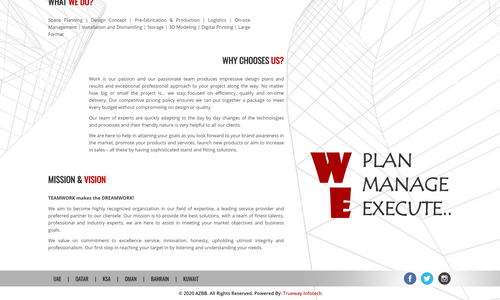 WHAT WE DO?
Space Planning | Design Concept | Pre-fabrication & Production | Logistics | On-site
Management | Installation and Dismantling | Storage | 3D Modeling | Digital Printing | Large
Format
WHY CHOOSES US?
Work is our passion and our passionate team produces impressive design plans and
results and exceptional professional approach to your project along the way. No matter
how big or small the project is... we stay focused on efficiency, quality and on-time
delivery. Our competitive pricing policy ensures we can put together a package to meet
every budget without compromising on design or quality.
Our team of experts are quickly adapting to the day by day changes of the technologies
and processes and their friendly nature is very helpful to all our clients.
We are here to help in attaining your goals as you look forward to your brand awareness in
the market, promote your products and services, launch new products or aim to increase
in sales – all these by having sophisticated stand and fitting solutions.
MISSION & VISION
TEAMWORK makes the DREAMWORK!
We aim to become highly recognized organization in our field of expertise, a leading service provider and
preferred partner to our clientele. Our mission is to provide the best solutions, with a team of finest talents,
professional and industry experts, we are here to assist in meeting your market objectives and business
goals.
We value on commitment to excellence service, innovation, honesty, upholding utmost integrity and
professionalism. Our first step in reaching your target in by listening and understanding your needs.
WE
PLAN
MANAGE
EXECUTE..
UAE | QATAR | KSA | OMAN | BAHRAIN | KUWAIT
© 2020 AZBB. All Rights Reserved. Powered By: Trueway Infotech